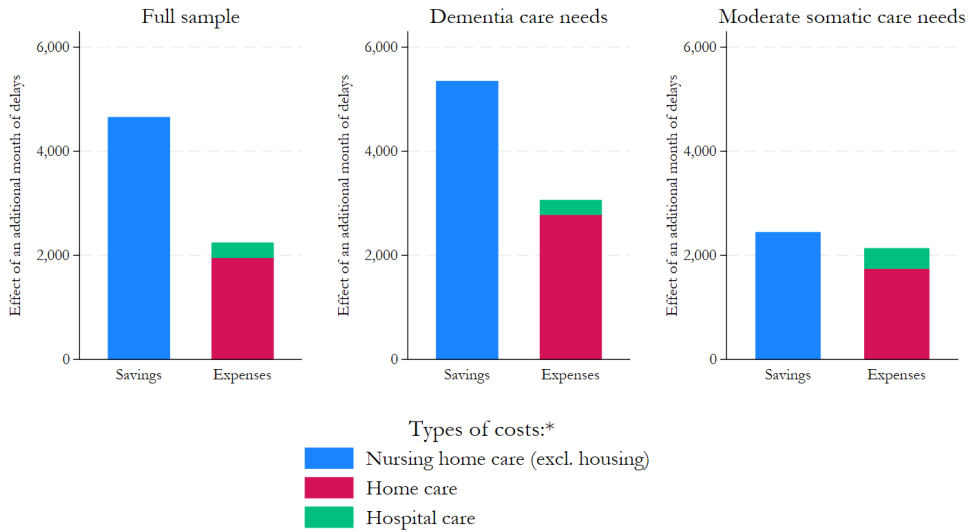 Full sample
Effect of an additional month of delays
6,000
4,000
2,000
0
Savings
Expenses
Dementia care needs
Effect of an additional month of delays
6,000
4,000
2,000
0
Savings
Expenses
Moderate somatic care needs
Effect of an additional month of delays
6,000
4,000
2,000
0
Savings
Expenses
Types of costs:*
Nursing home care (excl. housing)
Home care
Hospital care